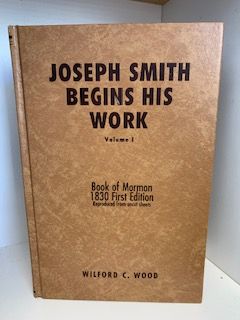 JOSEPH SMITH
BEGINS HIS
WORK
Volume I
Book of Mormon
1830 First Edition
Reproduced from uncut sheets
WILFORD C. WOOD